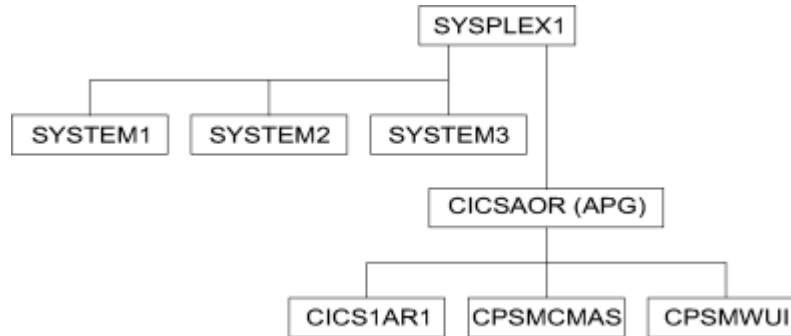 SYSPLEX1
SYSTEM1 SYSTEM2 SYSTEM3
CICSAOR (APG)
CICS1AR1 CPSMCMAS CPSMWUI